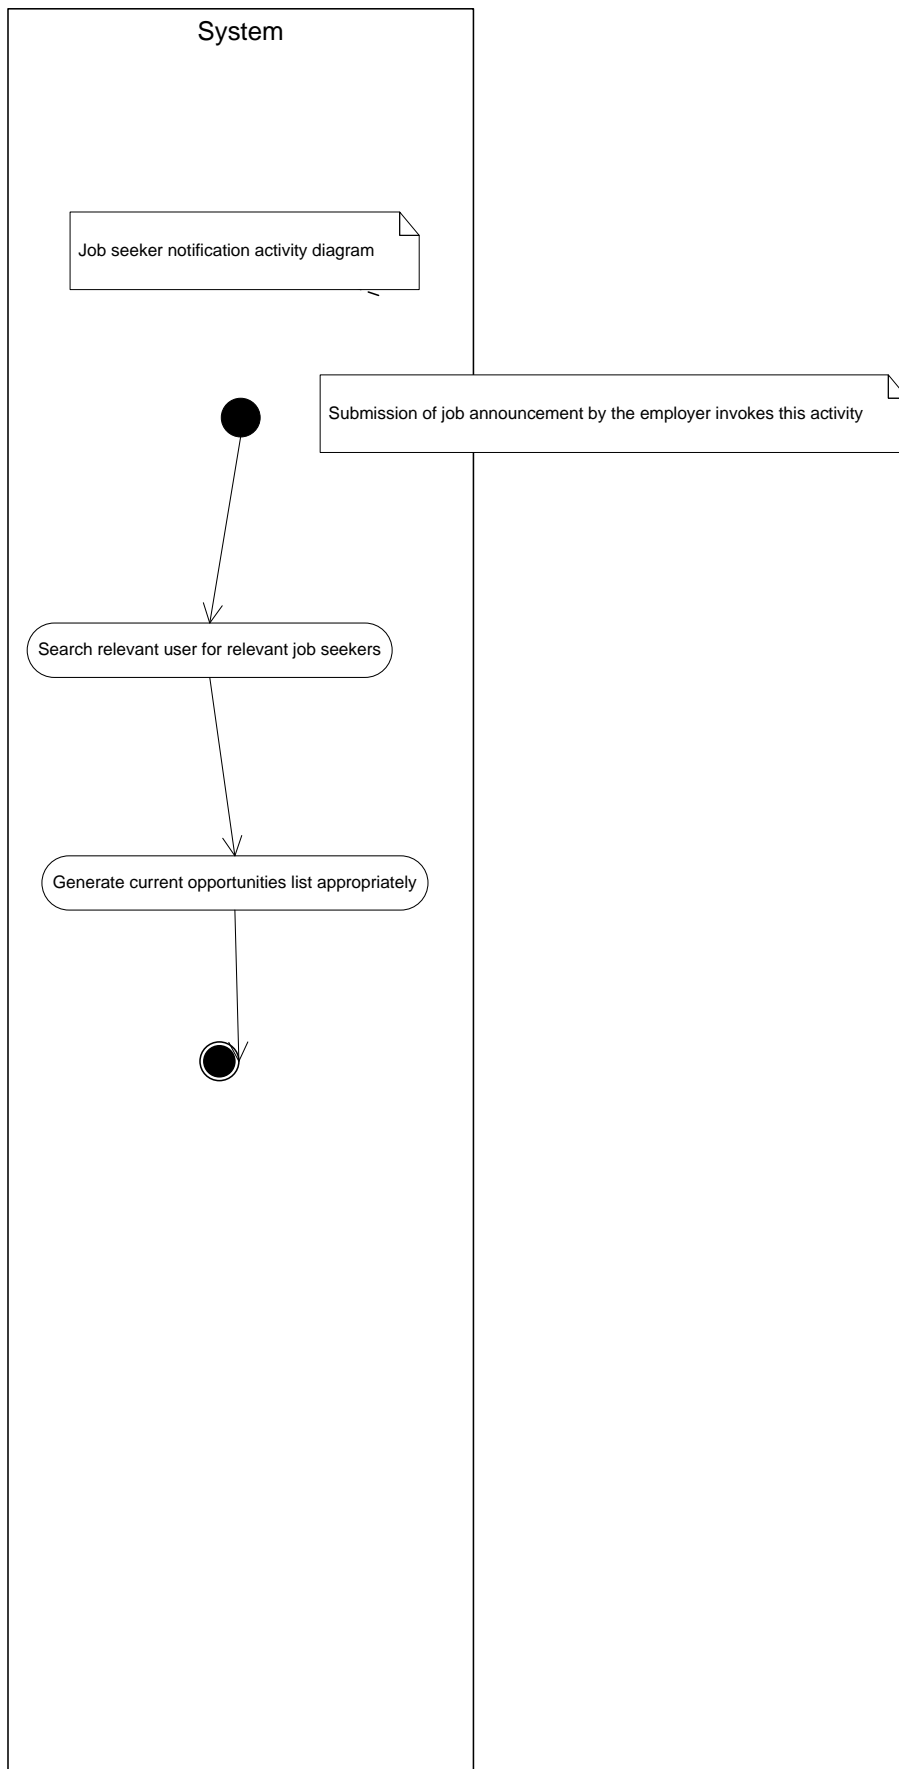 System
Job seeker notification activity diagram
Submission of job announcement by the employer invokes this activity
Search relevant user for relevant job seekers
Generate current opportunities list appropriately